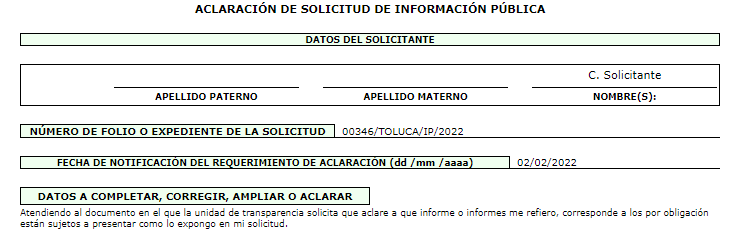 ACLARACIÓN DE SOLICITUD DE INFORMACIÓN PÚBLICA
DATOS DEL SOLICITANTE
C. Solicitante
APELLIDO PATERNO APELLIDO MATERNO NOMBRE(S):
NÚMERO DE FOLIO O EXPEDIENTE DE LA SOLICITUD 00346/TOLUCA/IP/2022
FECHA DE NOTIFICACIÓN DEL REQUERIMIENTO DE ACLARACIÓN (dd /mm /aaaa) 02/02/2022
DATOS A COMPLETAR, CORREGIR, AMPLIAR O ACLARAR
Atendiendo al documento en el que la unidad de transparencia solicita que aclare a que informe o informes me refiero, corresponde a los por obligación
están sujetos a presentar como lo expongo en mi solicitud.